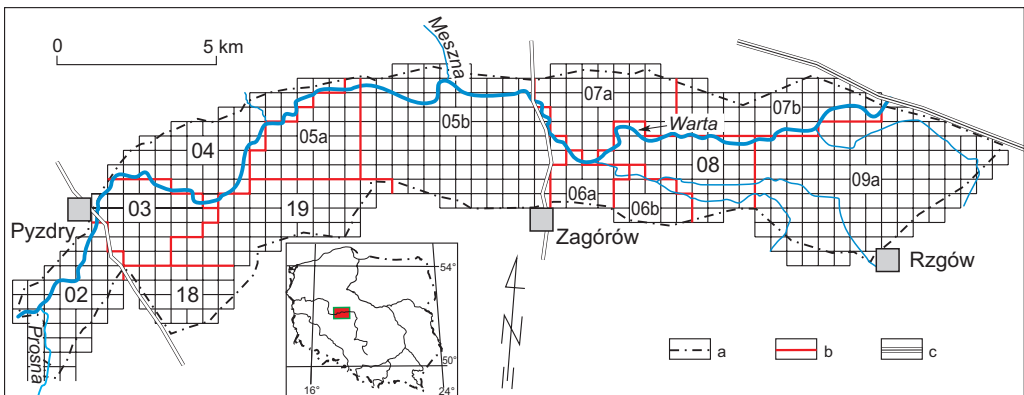 0 5 km
Meszna
07a
07b
Warta
05a
05b
04
08
09a
03
19
06a
06b
Pyzdry
Zagórów
Rzgów
02
18
Prosna
54°
50°
16°
24°
a
b
c